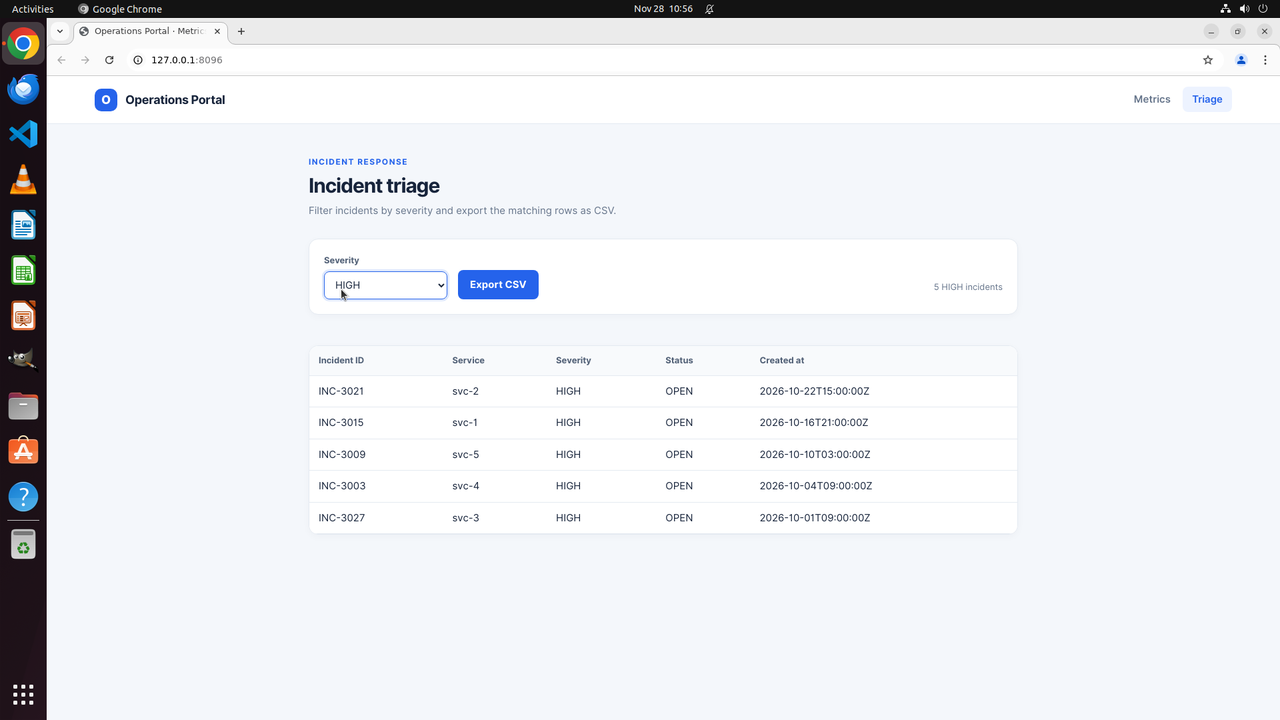 Activities
Google Chrome
Nov 28 10:56
Operations Portal · Metric
127.0.0.1:8096
O
Operations Portal
Metrics
Triage
INCIDENT RESPONSE
Incident triage
Filter incidents by severity and export the matching rows as CSV.
Severity
HIGH
Export CSV
5 HIGH incidents
Incident ID Service Severity Status Created at
INC-3021 svc-2 HIGH OPEN 2026-10-22T15:00:00Z
INC-3015 svc-1 HIGH OPEN 2026-10-16T21:00:00Z
INC-3009 svc-5 HIGH OPEN 2026-10-10T03:00:00Z
INC-3003 svc-4 HIGH OPEN 2026-10-04T09:00:00Z
INC-3027 svc-3 HIGH OPEN 2026-10-01T09:00:00Z